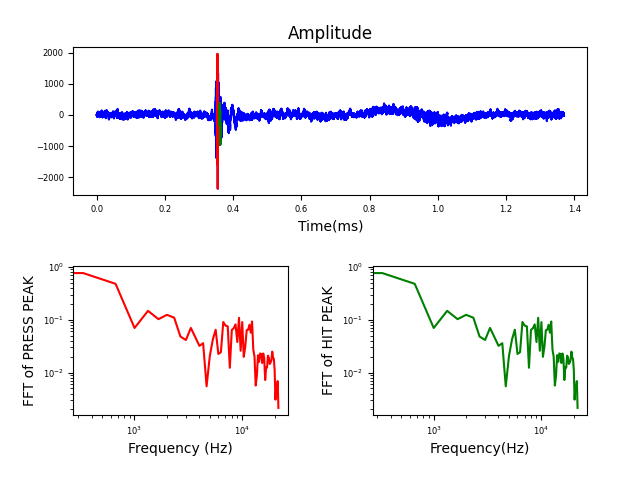 Amplitude
2000
1000
0
−1000
−2000
0.0 0.2 0.4 0.6 0.8 1.0 1.2 1.4
Time(ms)
FFT of PRESS PEAK
10⁰
10⁻¹
10⁻²
10³ 10⁴
Frequency (Hz)
FFT of HIT PEAK
10⁰
10⁻¹
10⁻²
10³ 10⁴
Frequency(Hz)